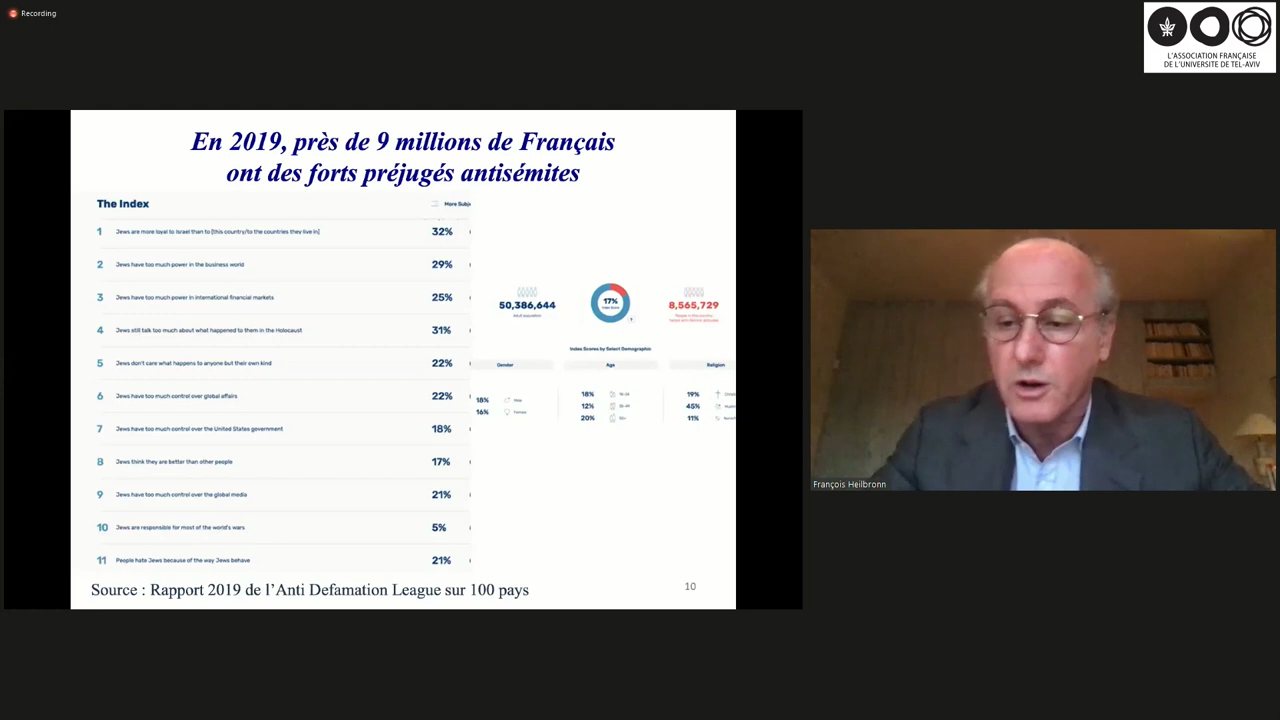 Recording
L'ASSOCIATION FRANÇAISE
DE L'UNIVERSITE DE TEL-AVIV
En 2019, près de 9 millions de Français
ont des forts préjugés antisémites
The Index
More Subj
1 Jews are more loyal to Israel than to [this country/to the countries they live in] 32%
2 Jews have too much power in the business world 29%
3 Jews have too much power in international financial markets 25%
4 Jews still talk too much about what happened to them in the Holocaust 31%
5 Jews don't care what happens to anyone but their own kind 22%
6 Jews have too much control over global affairs 22%
7 Jews have too much control over the United States government 18%
8 Jews think they are better than other people 17%
9 Jews have too much control over the global media 21%
10 Jews are responsible for most of the world's wars 5%
11 People hate Jews because of the way Jews behave 21%
50,386,644
Adult population
17%
8,565,729
Index Scores by Select Demographic
Gender
18% Male
16% Female
Age
18%
12%
20% 50+
Religion
19%
45%
11%
Source : Rapport 2019 de l'Anti Defamation League sur 100 pays
10
François Heilbronn